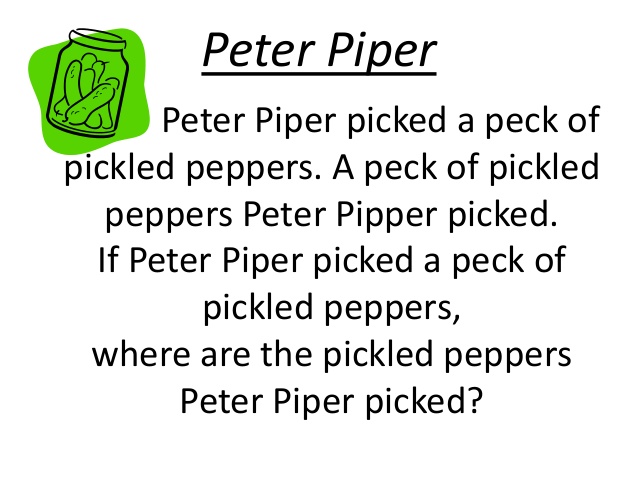 Peter Piper
Peter Piper picked a peck of
pickled peppers. A peck of pickled
peppers Peter Pipper picked.
If Peter Piper picked a peck of
pickled peppers,
where are the pickled peppers
Peter Piper picked?